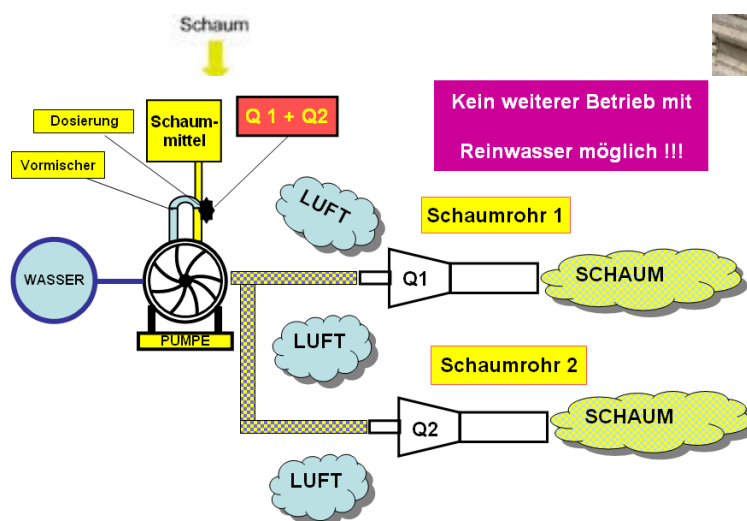 Schaum
Dosierung
Schaum-
mittel
Q 1 + Q2
Kein weiterer Betrieb mit
Reinwasser möglich !!!
Vormischer
LUFT
Schaumrohr 1
WASSER
Q1
SCHAUM
PUMPE
LUFT
Schaumrohr 2
Q2
SCHAUM
LUFT